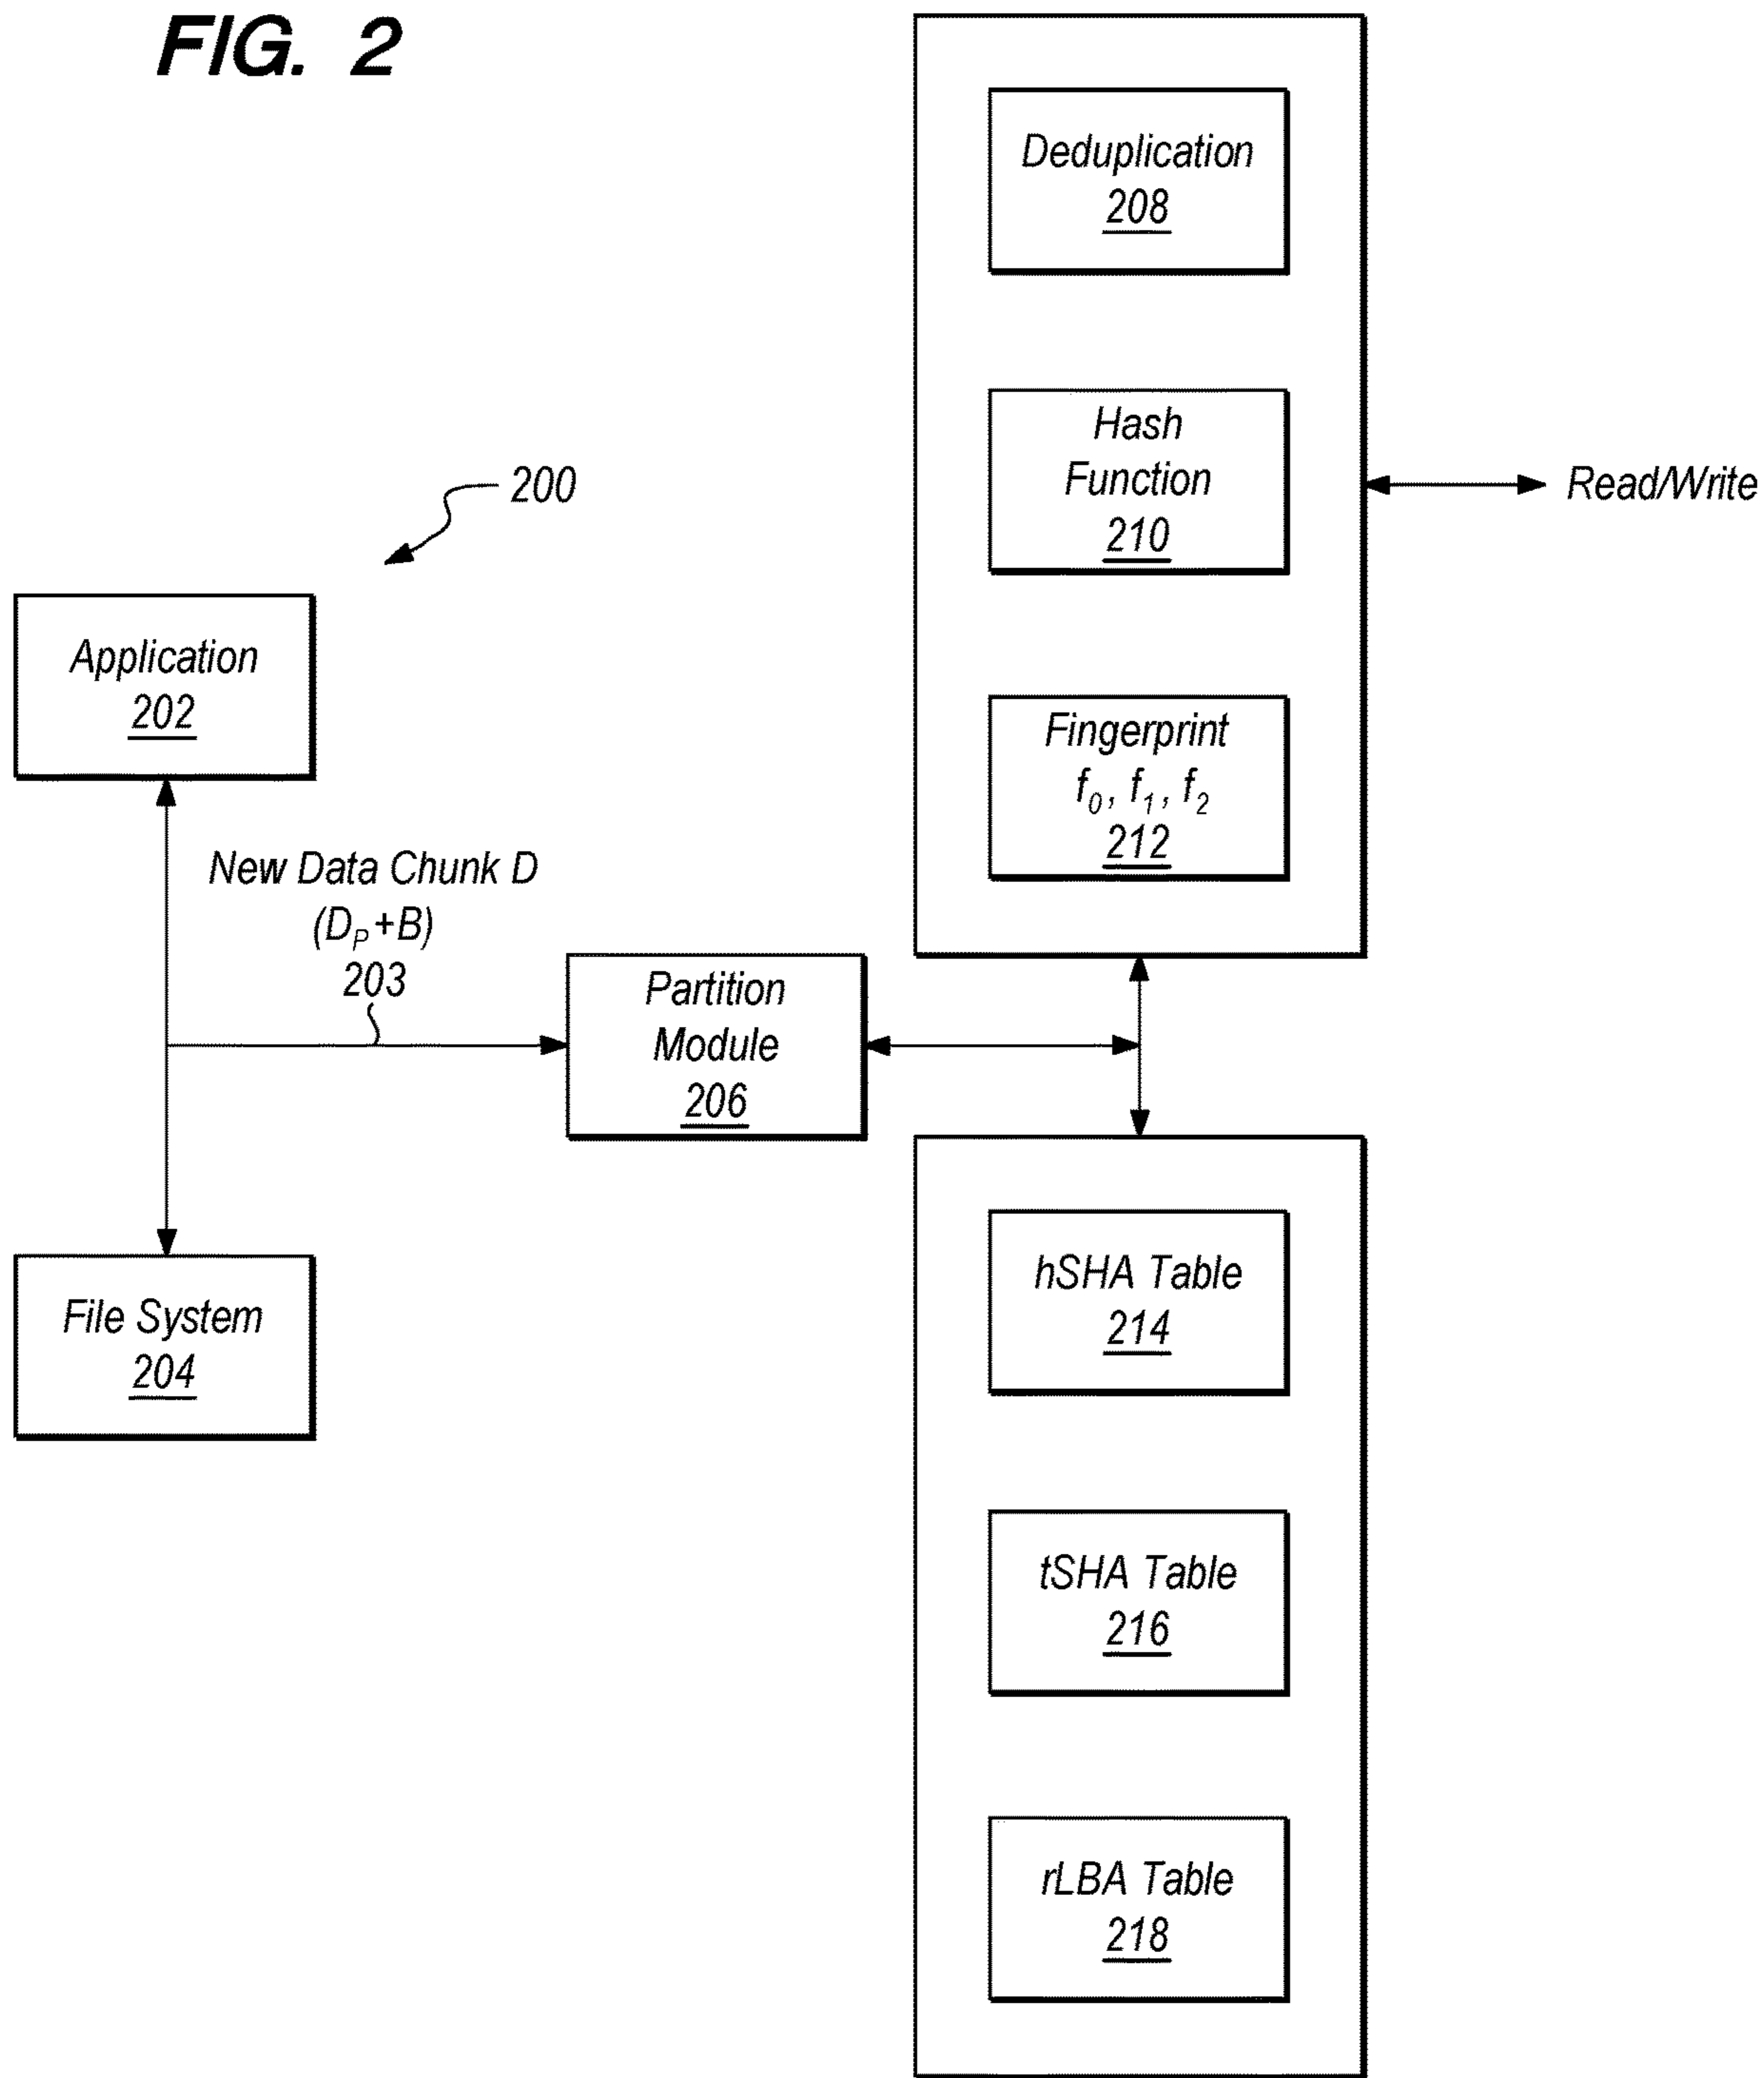 FIG. 2
Deduplication
208
Hash
Function
210
Read/Write
Fingerprint
f0, f1, f2
212
200
Application
202
New Data Chunk D
(DP+B)
203
Partition
Module
206
File System
204
hSHA Table
214
tSHA Table
216
rLBA Table
218